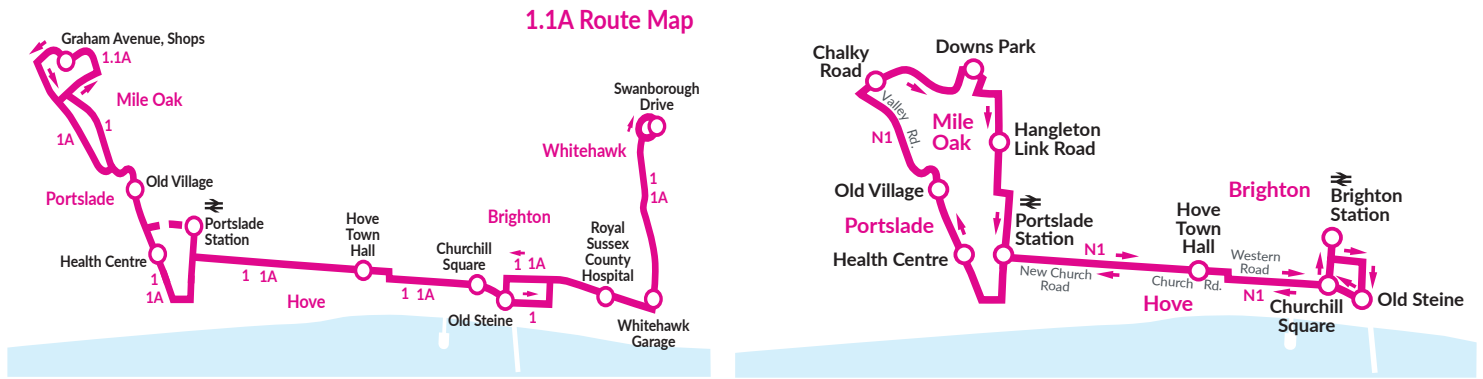 1.1A Route Map
Graham Avenue, Shops
1.1A
Mile Oak
1
1A
Swanborough
Drive
Whitehawk
1
1A
Old Village
Portslade
Portslade
Station
Health Centre
1
1A
1 1A
Hove
Town
Hall
Hove
1 1A
Churchill
Square
Brighton
1 1A
Old Steine
1
Royal
Sussex
County
Hospital
Whitehawk
Garage
Chalky
Road
Downs Park
Valley Rd.
N1
Mile
Oak
Hangleton
Link Road
Old Village
Portslade
Portslade
Station
Health Centre
N1
New Church
Road
Hove
Town
Hall
Church Rd.
Hove
Western
Road
N1
Brighton
Brighton
Station
Churchill
Square
Old Steine